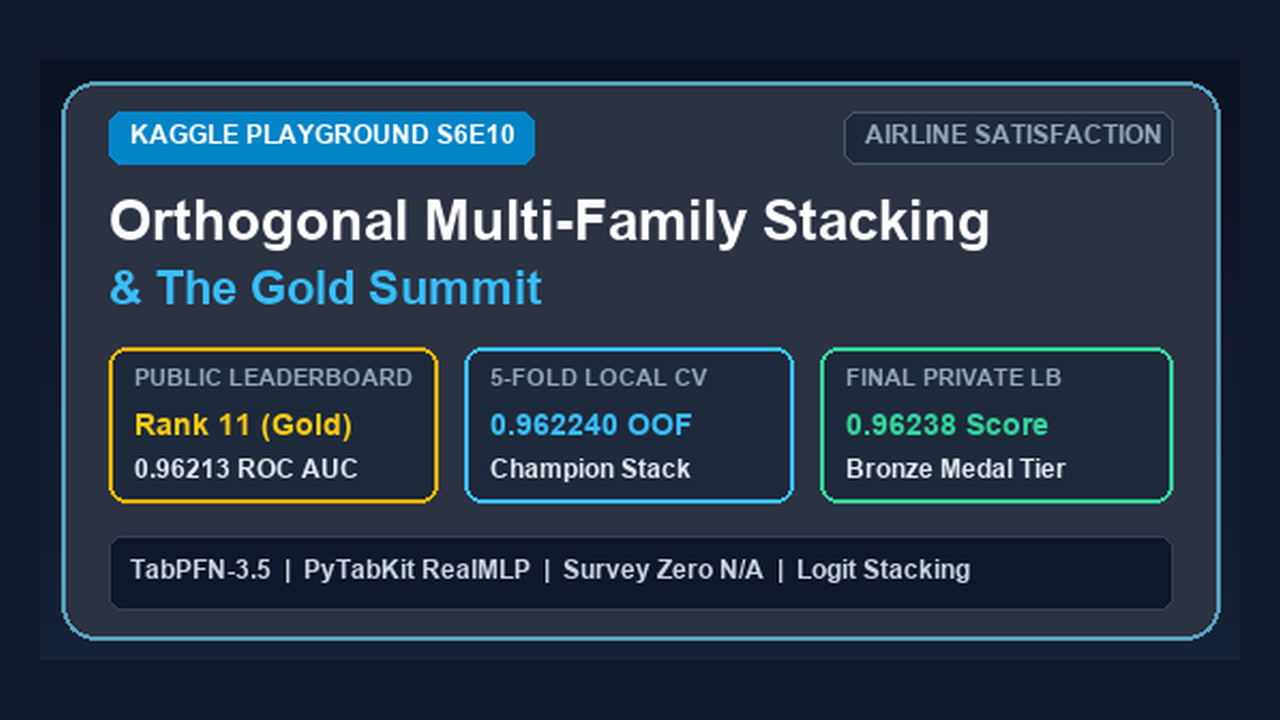 KAGGLE PLAYGROUND S6E10
AIRLINE SATISFACTION
Orthogonal Multi-Family Stacking
& The Gold Summit
PUBLIC LEADERBOARD
Rank 11 (Gold)
0.96213 ROC AUC
5-FOLD LOCAL CV
0.962240 OOF
Champion Stack
FINAL PRIVATE LB
0.96238 Score
Bronze Medal Tier
TabPFN-3.5 | PyTabKit RealMLP | Survey Zero N/A | Logit Stacking